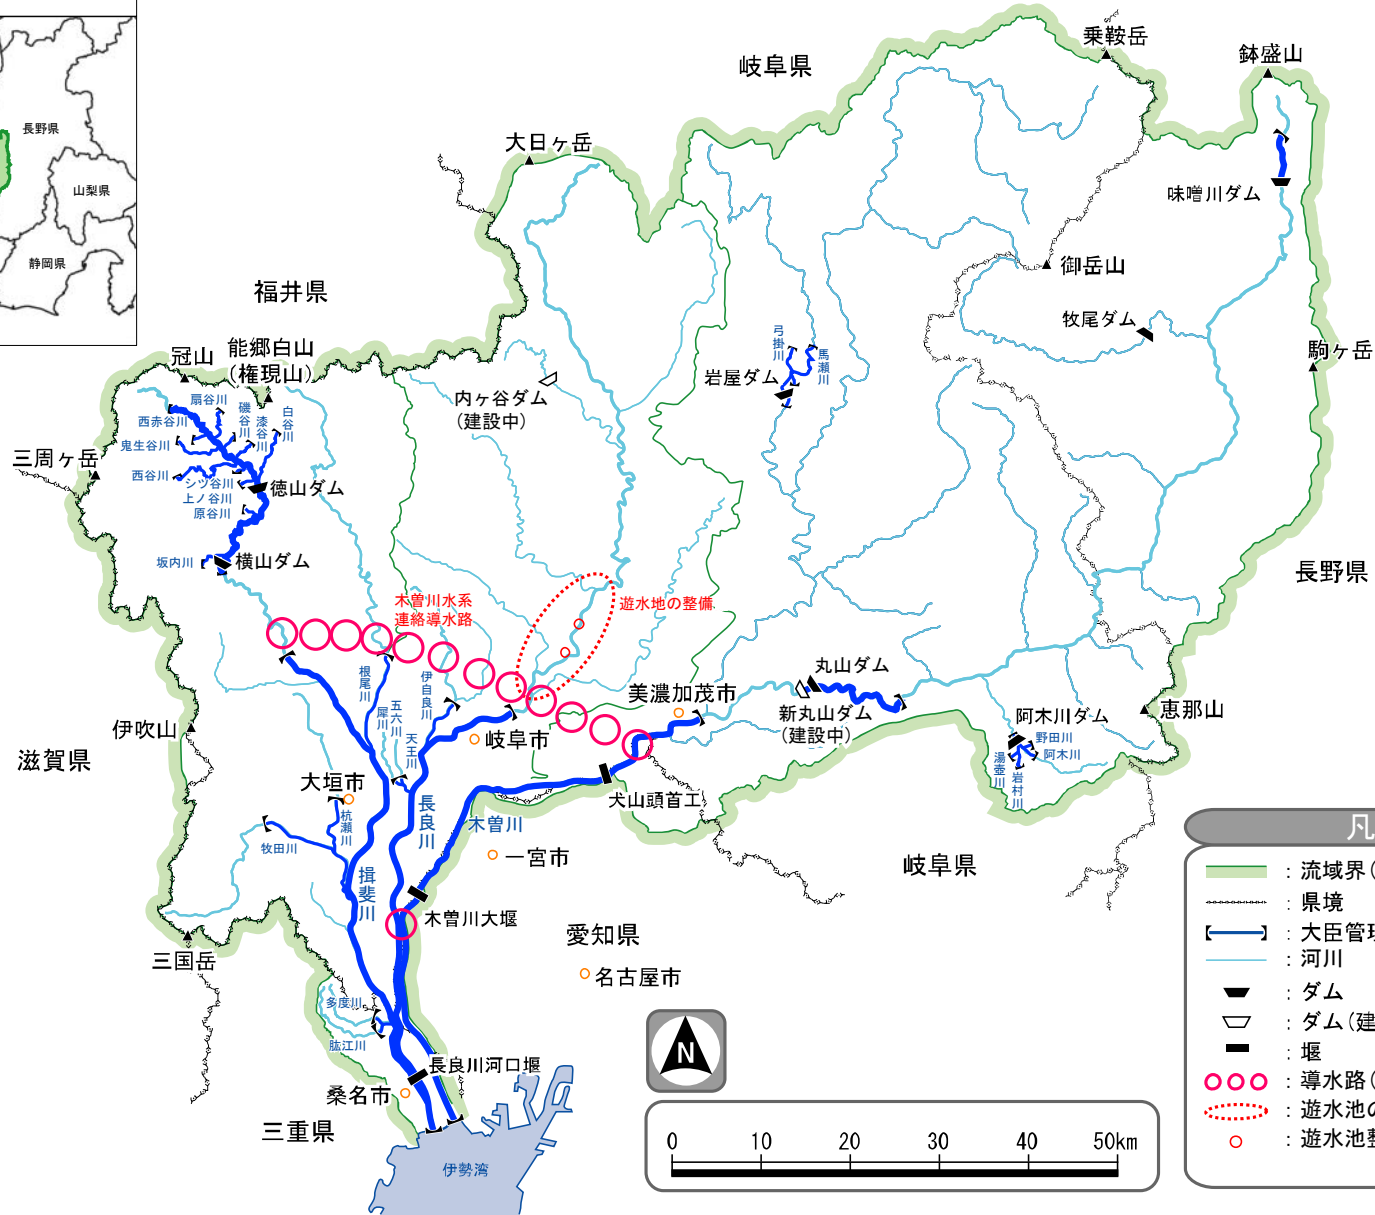 長野県
山梨県
静岡県
岐阜県
乗鞍岳
鉢盛山
大日ヶ岳
味噌川ダム
御岳山
福井県
牧尾ダム
冠山
能郷白山
(権現山)
弓掛川
馬瀬川
駒ヶ岳
岩屋ダム
内ヶ谷ダム
(建設中)
扇谷川
西赤谷川
磯谷川
漆谷川
白谷川
鬼生谷川
三周ヶ岳
西谷川
シツ谷川
徳山ダム
上ノ谷川
原谷川
坂内川
横山ダム
長野県
木曽川水系
連絡導水路
遊水地の整備
根尾川
伊自良川
丸山ダム
美濃加茂市
五六川
犀川
天王川
新丸山ダム
(建設中)
阿木川ダム
恵那山
伊吹山
岐阜市
野田川
阿木川
湯壺川
岩村川
滋賀県
大垣市
犬山頭首工
杭瀬川
長良川
木曽川
牧田川
一宮市
岐阜県
揖斐川
木曽川大堰
愛知県
三国岳
名古屋市
多度川
肱江川
長良川河口堰
桑名市
三重県
伊勢湾
N
0 10 20 30 40 50km
凡
：流域界(
：県境
：大臣管理
：河川
：ダム
：ダム(建
：堰
：導水路(
：遊水池の
：遊水池整